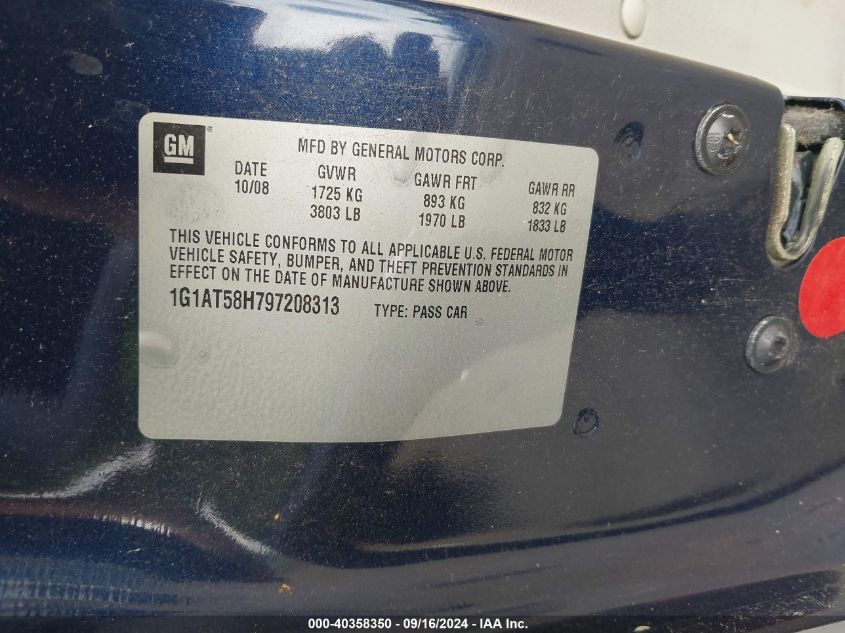 GM
MFD BY GENERAL MOTORS CORP.
DATE GVWR GAWR FRT GAWR RR
10/08 1725 KG 893 KG 832 KG
3803 LB 1970 LB 1833 LB
THIS VEHICLE CONFORMS TO ALL APPLICABLE U.S. FEDERAL MOTOR
VEHICLE SAFETY, BUMPER, AND THEFT PREVENTION STANDARDS IN
EFFECT ON THE DATE OF MANUFACTURE SHOWN ABOVE.
1G1AT58H797208313 TYPE: PASS CAR
000-40358350 - 09/16/2024 - IAA Inc.